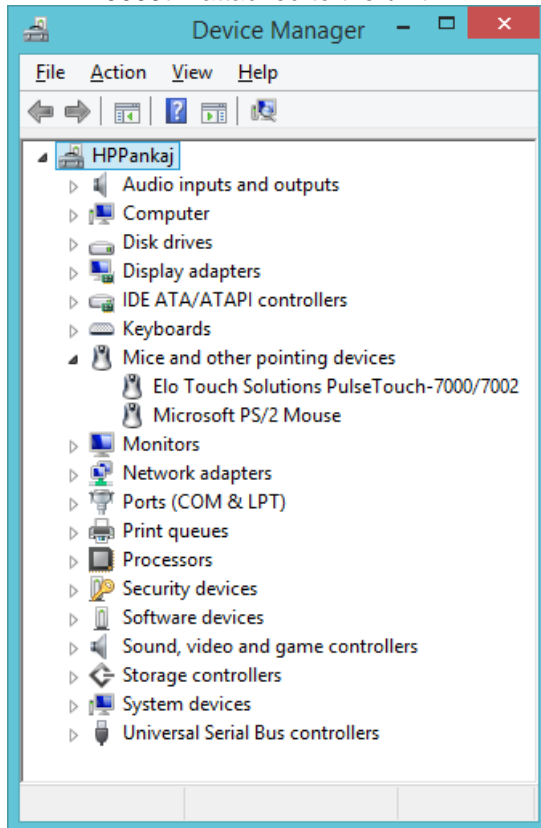 Device Manager
File Action View Help
HPPankaj
Audio inputs and outputs
Computer
Disk drives
Display adapters
IDE ATA/ATAPI controllers
Keyboards
Mice and other pointing devices
Elo Touch Solutions PulseTouch-7000/7002
Microsoft PS/2 Mouse
Monitors
Network adapters
Ports (COM & LPT)
Print queues
Processors
Security devices
Software devices
Sound, video and game controllers
Storage controllers
System devices
Universal Serial Bus controllers